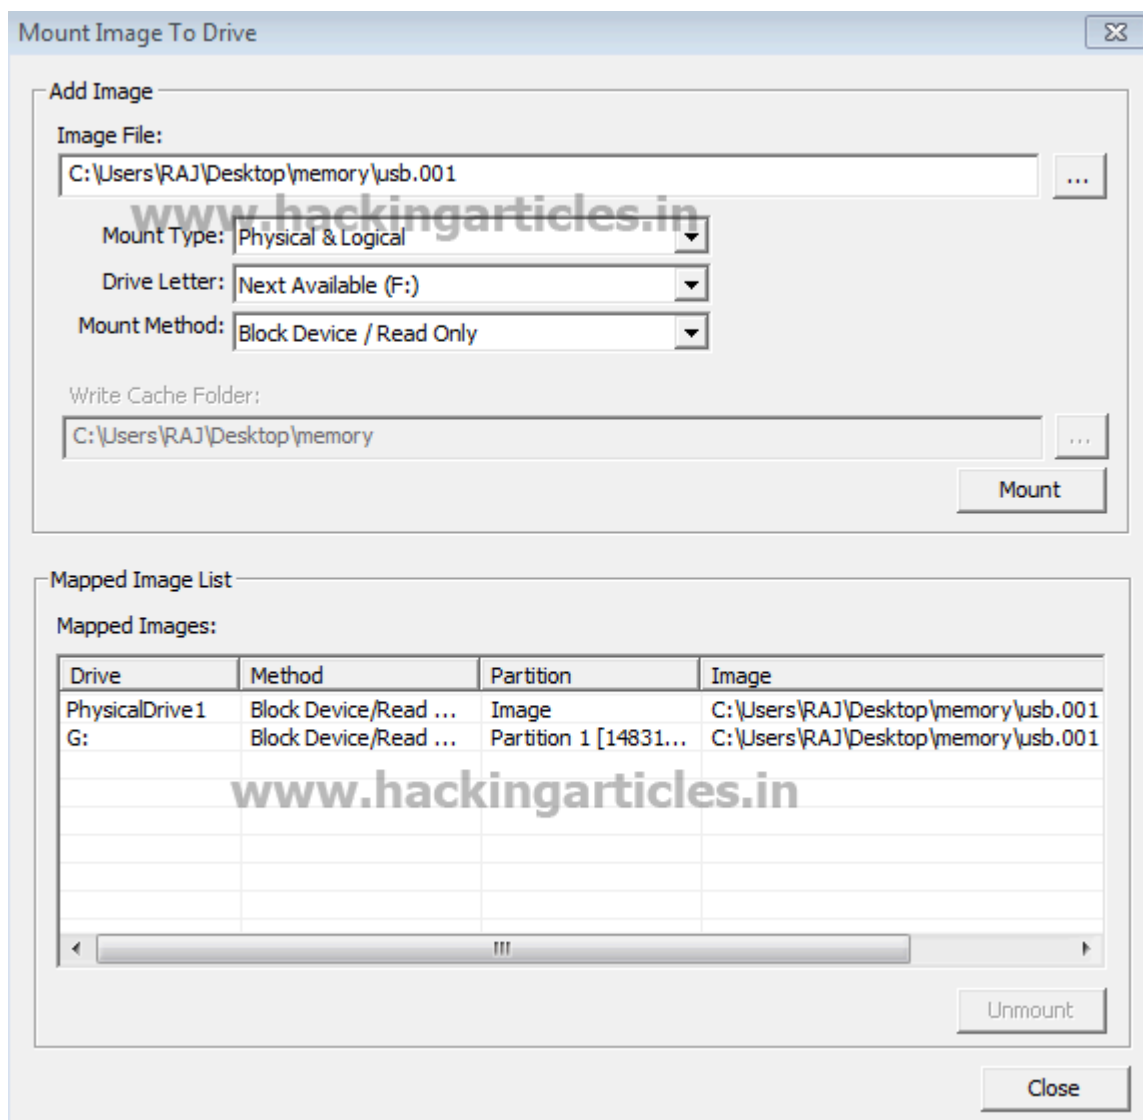 Mount Image To Drive
Add Image
Image File:
C:\Users\RAJ\Desktop\memory\usb.001
...
www.hackingarticles.in
Mount Type: Physical & Logical
Drive Letter: Next Available (F:)
Mount Method: Block Device / Read Only
Write Cache Folder:
C:\Users\RAJ\Desktop\memory
...
Mount
Mapped Image List
Mapped Images:
Drive Method Partition Image
PhysicalDrive1 Block Device/Read ... Image C:\Users\RAJ\Desktop\memory\usb.001
G: Block Device/Read ... Partition 1 [14831... C:\Users\RAJ\Desktop\memory\usb.001
www.hackingarticles.in
Unmount
Close